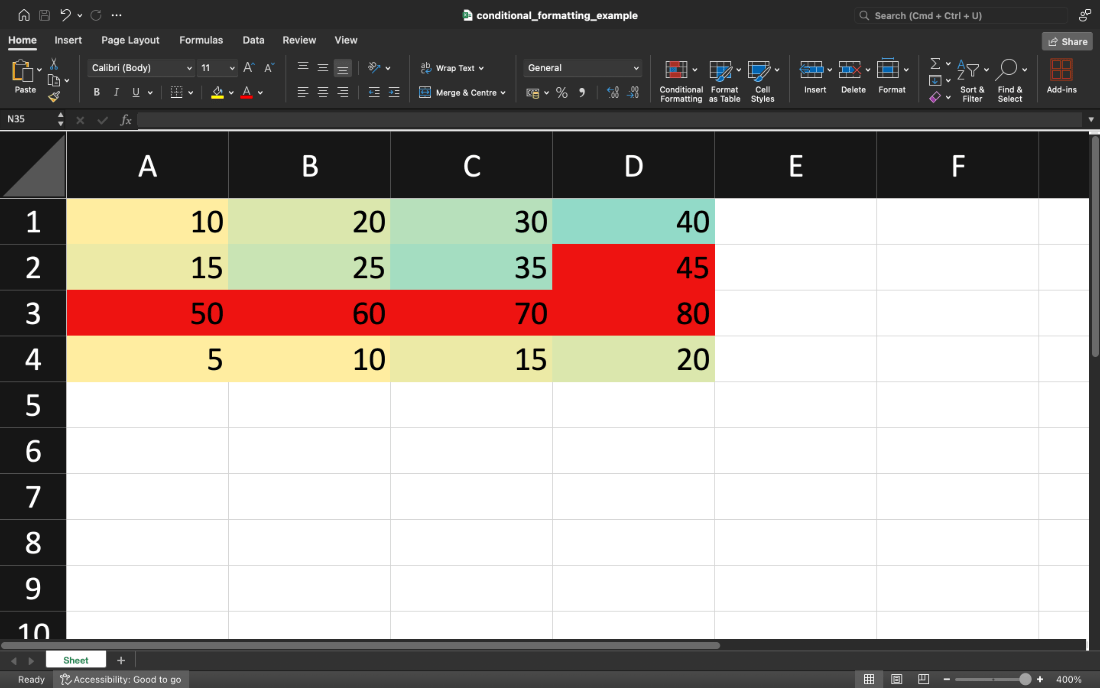 conditional_formatting_example
Search (Cmd + Ctrl + U)
Home Insert Page Layout Formulas Data Review View
Share
Paste
Calibri (Body) 11 A A
B I U A
ab Wrap Text
Merge & Centre
General
% 9
Conditional Formatting
Format as Table
Cell Styles
Insert
Delete
Format
Sort & Filter
Find & Select
Add-ins
N35 fx
A B C D E F
1 10 20 30 40
2 15 25 35 45
3 50 60 70 80
4 5 10 15 20
5
6
7
8
9
10
Sheet +
Ready Accessibility: Good to go 400%